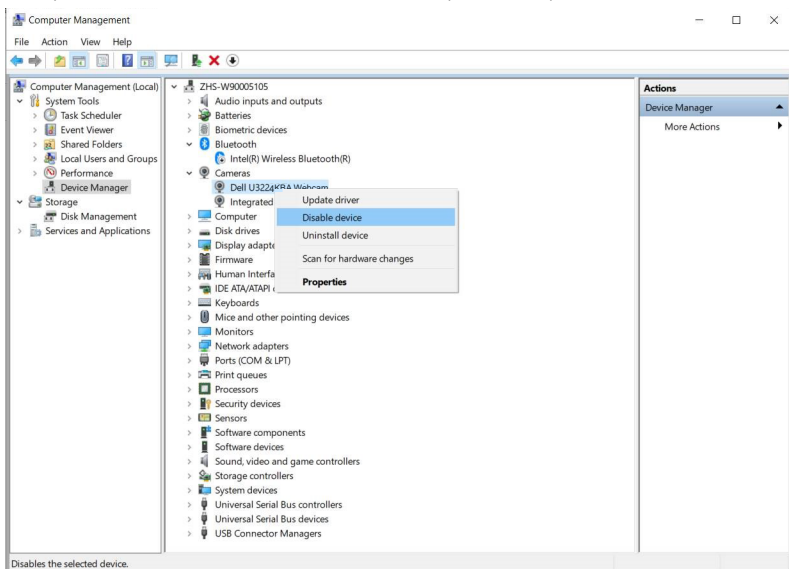 Computer Management
File Action View Help
Computer Management (Local)
System Tools
Task Scheduler
Event Viewer
Shared Folders
Local Users and Groups
Performance
Device Manager
Storage
Disk Management
Services and Applications
ZHS-W90005105
Audio inputs and outputs
Batteries
Biometric devices
Bluetooth
Intel(R) Wireless Bluetooth(R)
Cameras
Dell U3224KBA Webcam
Integrated
Computer
Disk drives
Display adapte
Firmware
Human Interfa
IDE ATA/ATAPI
Keyboards
Mice and other pointing devices
Monitors
Network adapters
Ports (COM & LPT)
Print queues
Processors
Security devices
Sensors
Software components
Software devices
Sound, video and game controllers
Storage controllers
System devices
Universal Serial Bus controllers
Universal Serial Bus devices
USB Connector Managers
Update driver
Disable device
Uninstall device
Scan for hardware changes
Properties
Actions
Device Manager
More Actions
Disables the selected device.